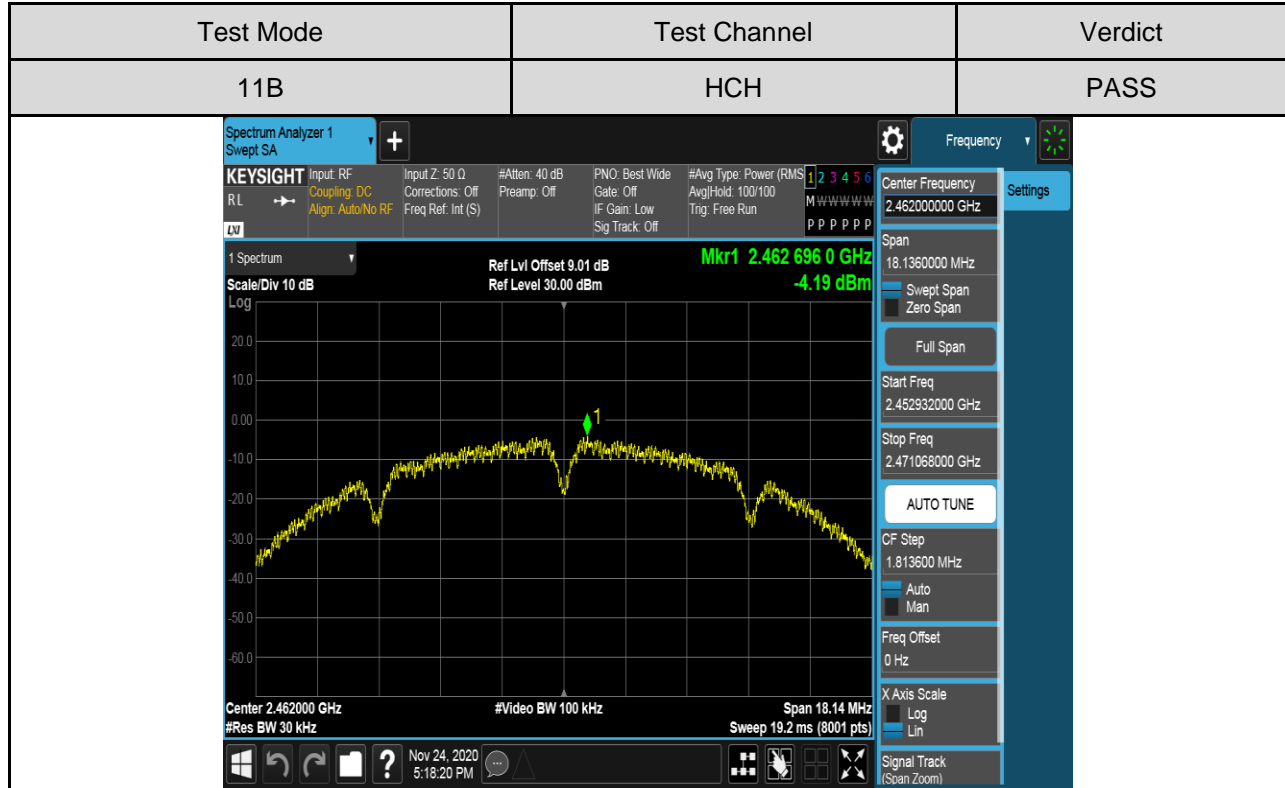 Test Mode Test Channel Verdict
11B HCH PASS
Spectrum Analyzer 1
Swept SA
+
Frequency
KEYSIGHT
RL
LXI
Input: RF
Coupling: DC
Align: Auto/No RF
Input Z: 50 Ω
Corrections: Off
Freq Ref: Int (S)
#Atten: 40 dB
Preamp: Off
PNO: Best Wide
Gate: Off
IF Gain: Low
Sig Track: Off
#Avg Type: Power (RMS
Avg|Hold: 100/100
Trig: Free Run
1 2 3 4 5 6
M W W W W W
P P P P P P
1 Spectrum
Scale/Div 10 dB
Log
Ref Lvl Offset 9.01 dB
Ref Level 30.00 dBm
Mkr1 2.462 696 0 GHz
-4.19 dBm
20.0
10.0
0.00
1
-10.0
-20.0
-30.0
-40.0
-50.0
-60.0
Center 2.462000 GHz
#Video BW 100 kHz
Span 18.14 MHz
#Res BW 30 kHz
Sweep 19.2 ms (8001 pts)
Center Frequency
2.462000000 GHz
Settings
Span
18.1360000 MHz
Swept Span
Zero Span
Full Span
Start Freq
2.452932000 GHz
Stop Freq
2.471068000 GHz
AUTO TUNE
CF Step
1.813600 MHz
Auto
Man
Freq Offset
0 Hz
X Axis Scale
Log
Lin
Signal Track
(Span Zoom)
?
Nov 24, 2020
5:18:20 PM